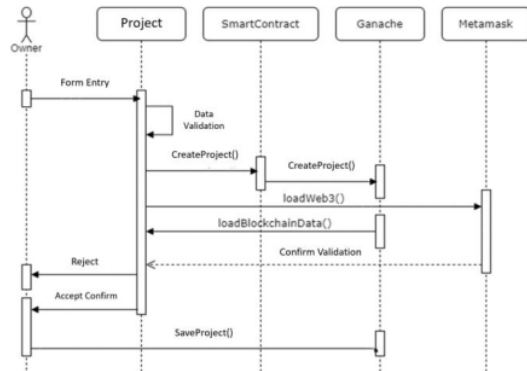 Project
SmartContract
Ganache
Metamask
Owner
Form Entry
Data
Validation
CreateProject()
CreateProject()
loadWeb3()
loadBlockchainData()
Confirm Validation
Reject
Accept Confirm
SaveProject()